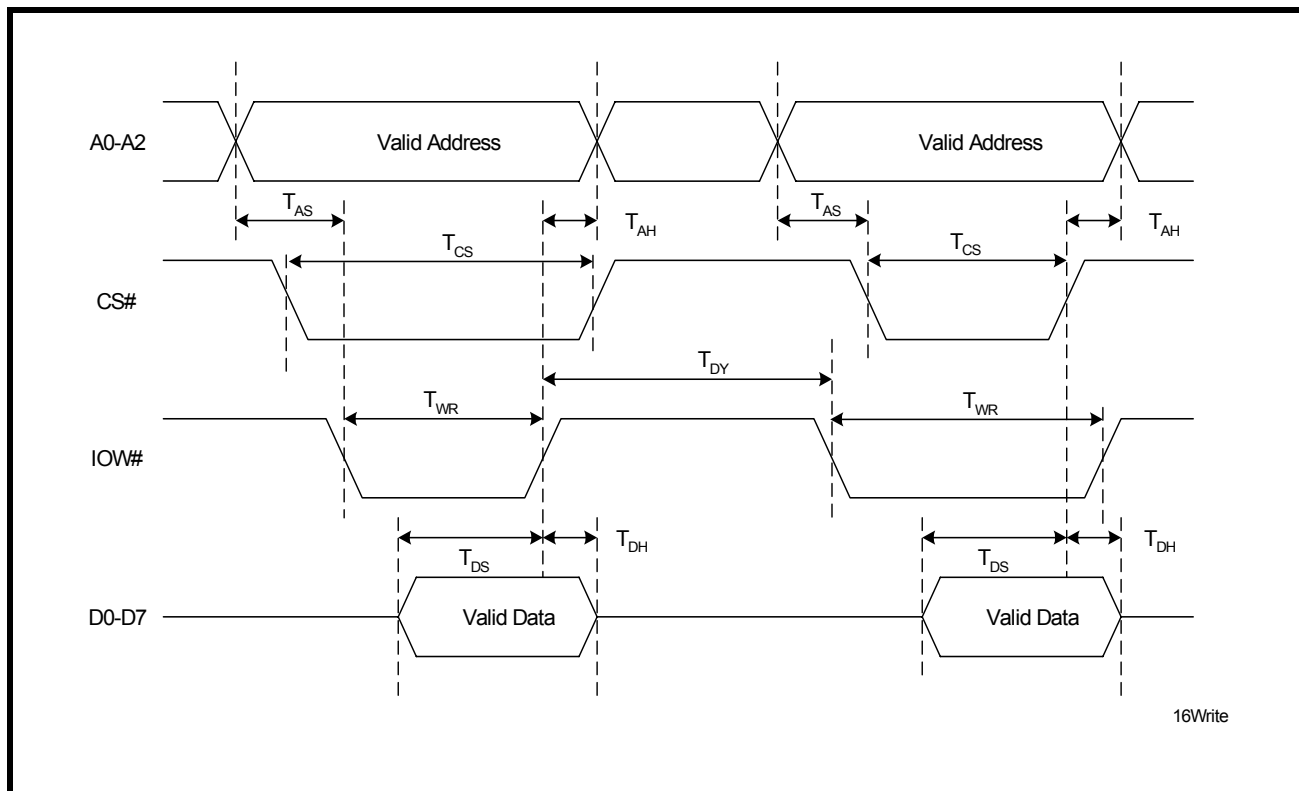 A0-A2
Valid Address
Valid Address
TAS
TAH
TAS
TAH
CS#
TCS
TCS
TDY
IOW#
TWR
TWR
TDS
TDH
TDS
TDH
D0-D7
Valid Data
Valid Data
16Write